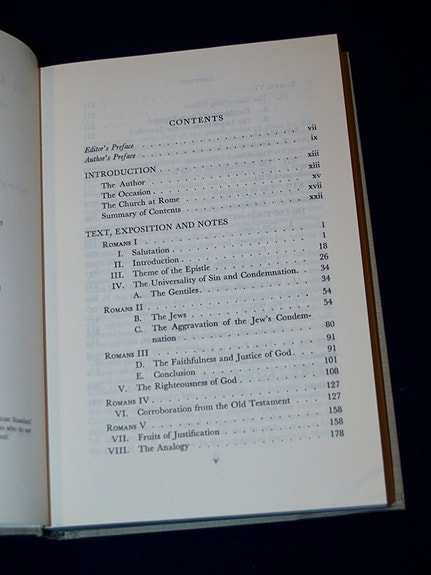 ican Standard
CONTENTS
Editor's Preface . . . . . . . . . . . . . . . . vii
Author's Preface . . . . . . . . . . . . . . . . ix
INTRODUCTION . . . . . . . . . . . . . . . . xiii
The Author . . . . . . . . . . . . . . . . xiii
The Occasion . . . . . . . . . . . . . . . . xv
The Church at Rome . . . . . . . . . . . . . xvii
Summary of Contents . . . . . . . . . . . . . xxii
TEXT, EXPOSITION AND NOTES
ROMANS I . . . . . . . . . . . . . . . . 1
I. Salutation . . . . . . . . . . . . . . . . 1
II. Introduction . . . . . . . . . . . . . . . 18
III. Theme of the Epistle . . . . . . . . . . . 26
IV. The Universality of Sin and Condemnation. 34
A. The Gentiles. . . . . . . . . . . . . . 34
ROMANS II . . . . . . . . . . . . . . . . 54
B. The Jews . . . . . . . . . . . . . . . 54
C. The Aggravation of the Jew's Condem-
nation . . . . . . . . . . . . . . . . 80
ROMANS III . . . . . . . . . . . . . . . . 91
D. The Faithfulness and Justice of God. . . 91
E. Conclusion . . . . . . . . . . . . . . 101
V. The Righteousness of God . . . . . . . . . 108
ROMANS IV . . . . . . . . . . . . . . . . 127
VI. Corroboration from the Old Testament . . . 127
ROMANS V . . . . . . . . . . . . . . . . 158
VII. Fruits of Justification . . . . . . . . . . 158
VIII. The Analogy . . . . . . . . . . . . . . 178
v